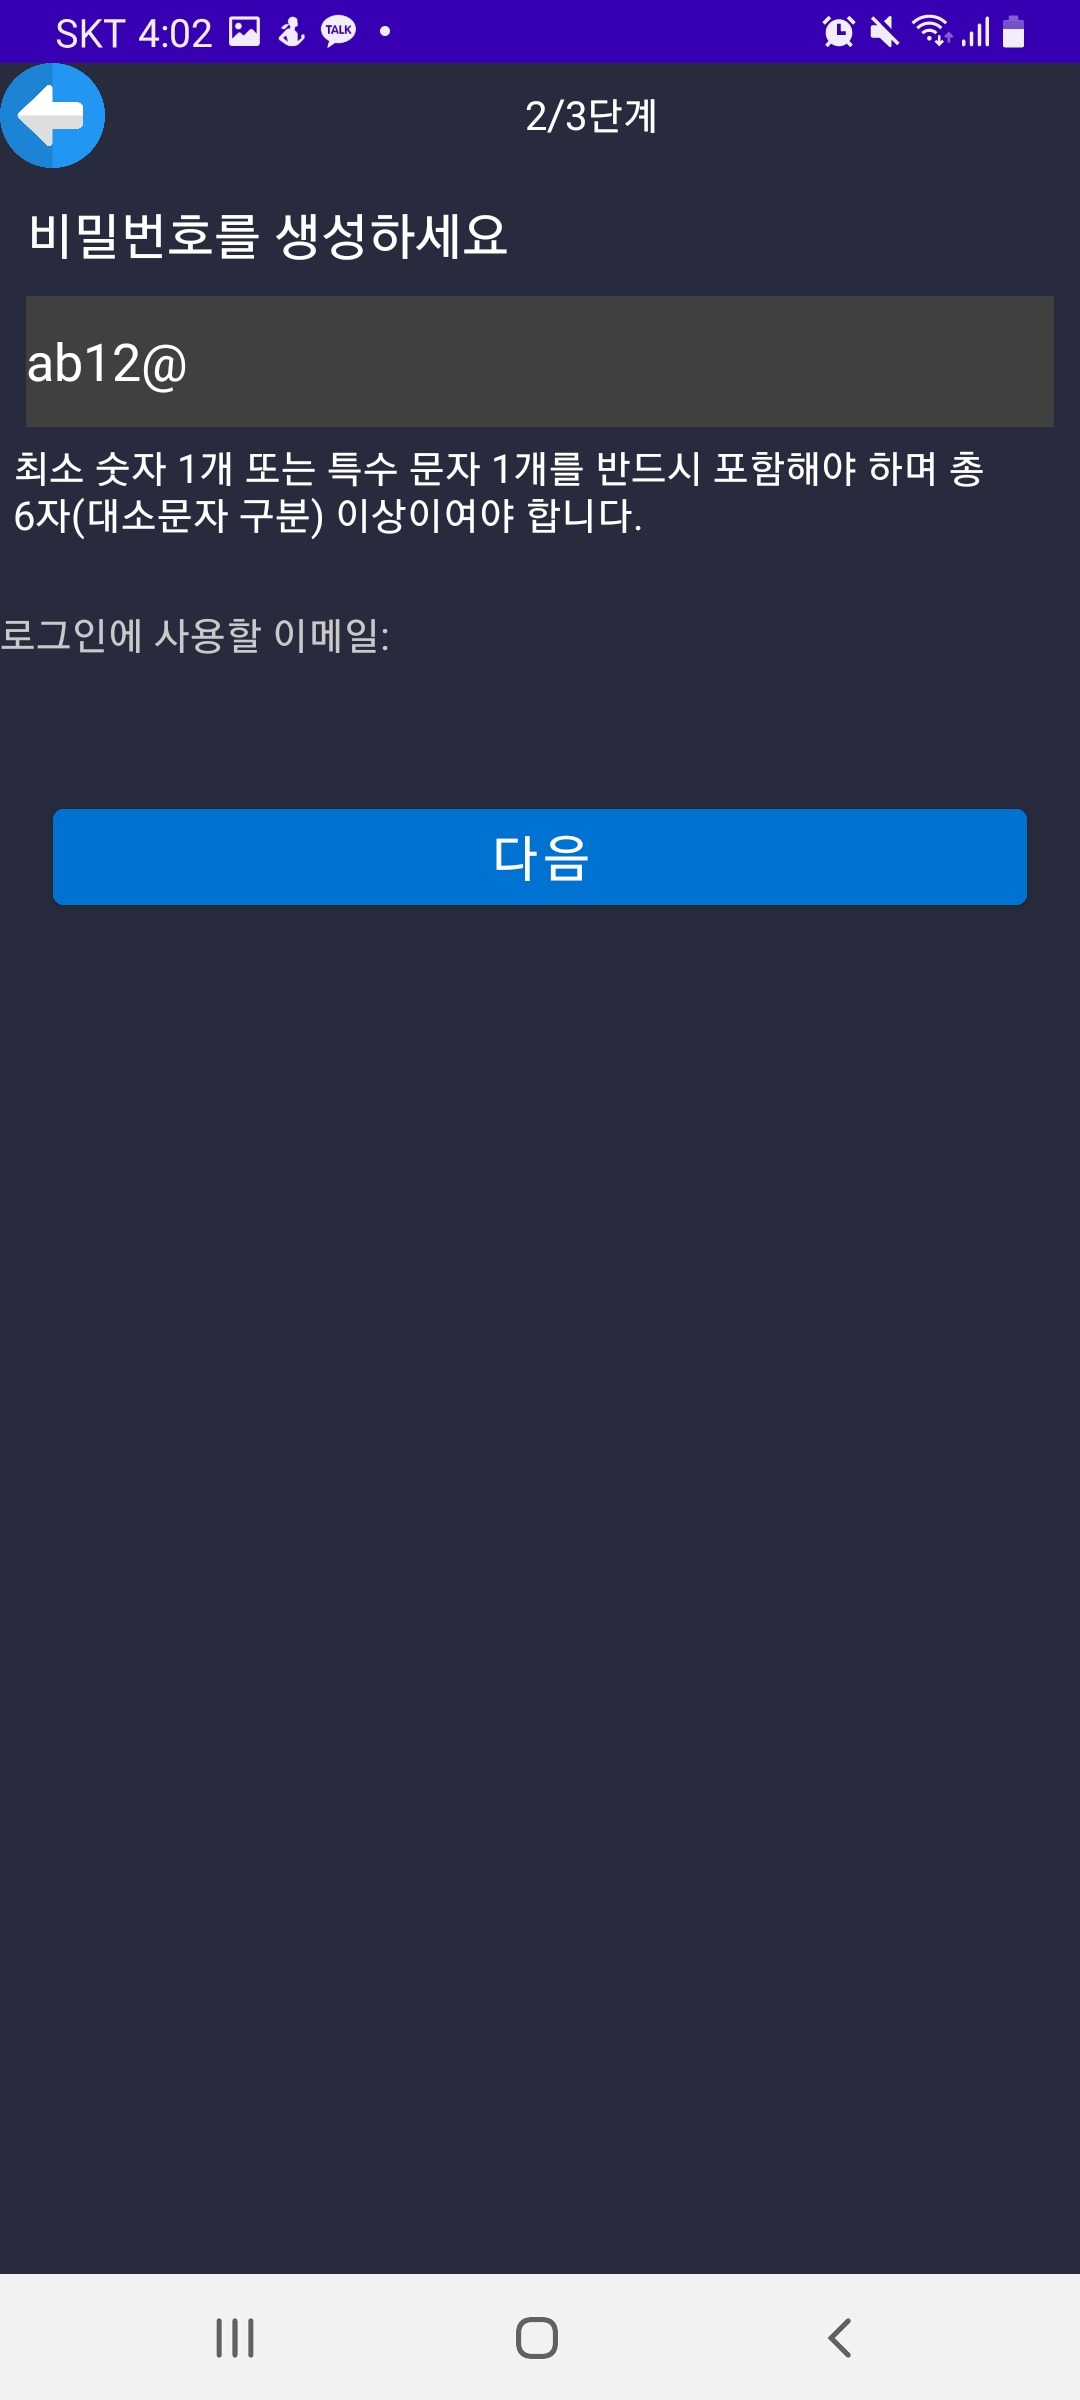 SKT 4:02 TALK
2/3단계
비밀번호를 생성하세요
ab12@
최소 숫자 1개 또는 특수 문자 1개를 반드시 포함해야 하며 총
6자(대소문자 구분) 이상이여야 합니다.
로그인에 사용할 이메일:
다음